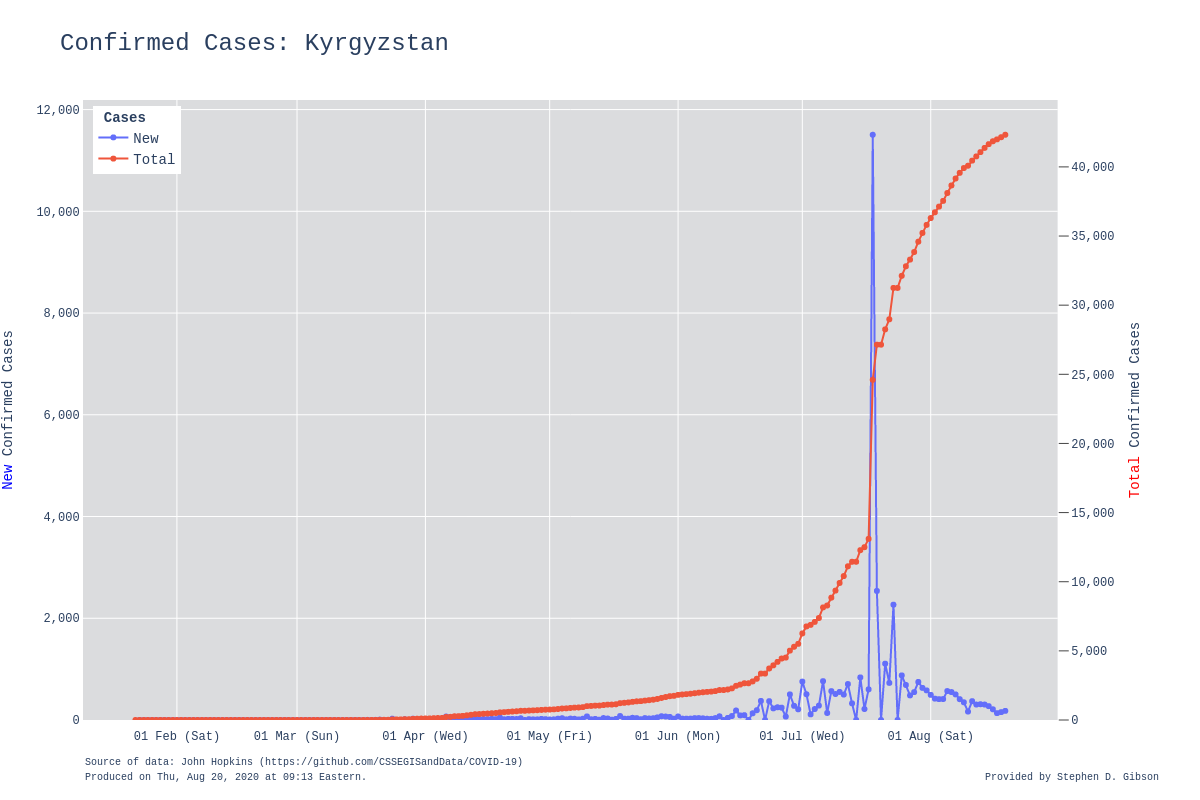 Confirmed Cases: Kyrgyzstan
Cases
New
Total
12,000
10,000
8,000
6,000
4,000
2,000
0
New Confirmed Cases
40,000
35,000
30,000
25,000
20,000
15,000
10,000
5,000
0
Total Confirmed Cases
01 Feb (Sat)
01 Mar (Sun)
01 Apr (Wed)
01 May (Fri)
01 Jun (Mon)
01 Jul (Wed)
01 Aug (Sat)
Source of data: John Hopkins (https://github.com/CSSEGISandData/COVID-19)
Produced on Thu, Aug 20, 2020 at 09:13 Eastern.
Provided by Stephen D. Gibson